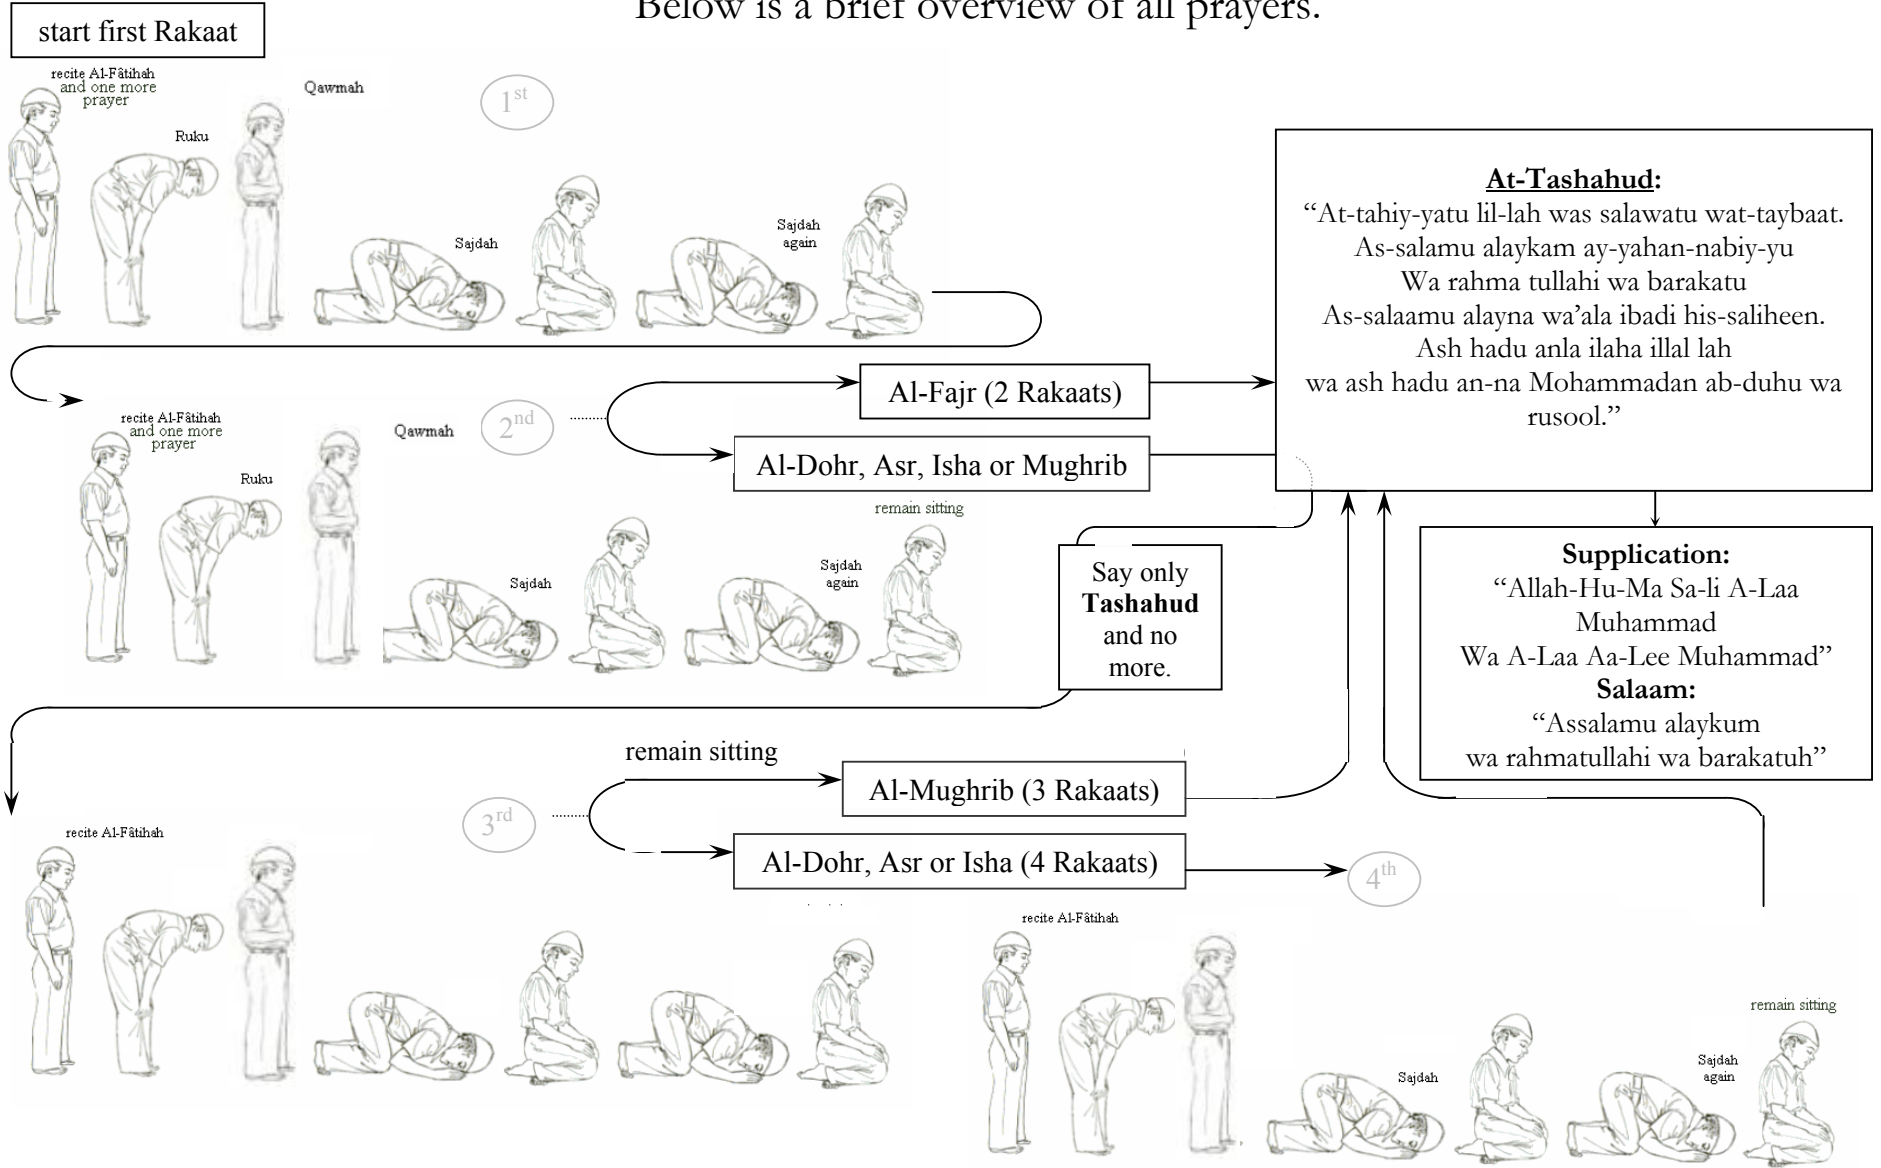 Below is a brief overview of all prayers.
start first Rakaat
recite Al-Fâtihah
and one more
prayer
Ruku
Qawmah
1st
Sajdah
Sajdah
again
At-Tashahud:
“At-tahiy-yatu lil-lah was salawatu wat-taybaat.
As-salamu alaykam ay-yahan-nabiy-yu
Wa rahma tullahi wa barakatu
As-salaamu alayna wa’ala ibadi his-saliheen.
Ash hadu anla ilaha illal lah
wa ash hadu an-na Mohammadan ab-duhu wa
rusool.”
recite Al-Fâtihah
and one more
prayer
Ruku
Qawmah
2nd
Al-Fajr (2 Rakaats)
Al-Dohr, Asr, Isha or Mughrib
Sajdah
Sajdah
again
remain sitting
Say only
Tashahud
and no
more.
Supplication:
“Allah-Hu-Ma Sa-li A-Laa
Muhammad
Wa A-Laa Aa-Lee Muhammad”
Salaam:
“Assalamu alaykum
wa rahmatullahi wa barakatuh”
recite Al-Fâtihah
3rd
remain sitting
Al-Mughrib (3 Rakaats)
Al-Dohr, Asr or Isha (4 Rakaats)
4th
recite Al-Fâtihah
Sajdah
Sajdah
again
remain sitting